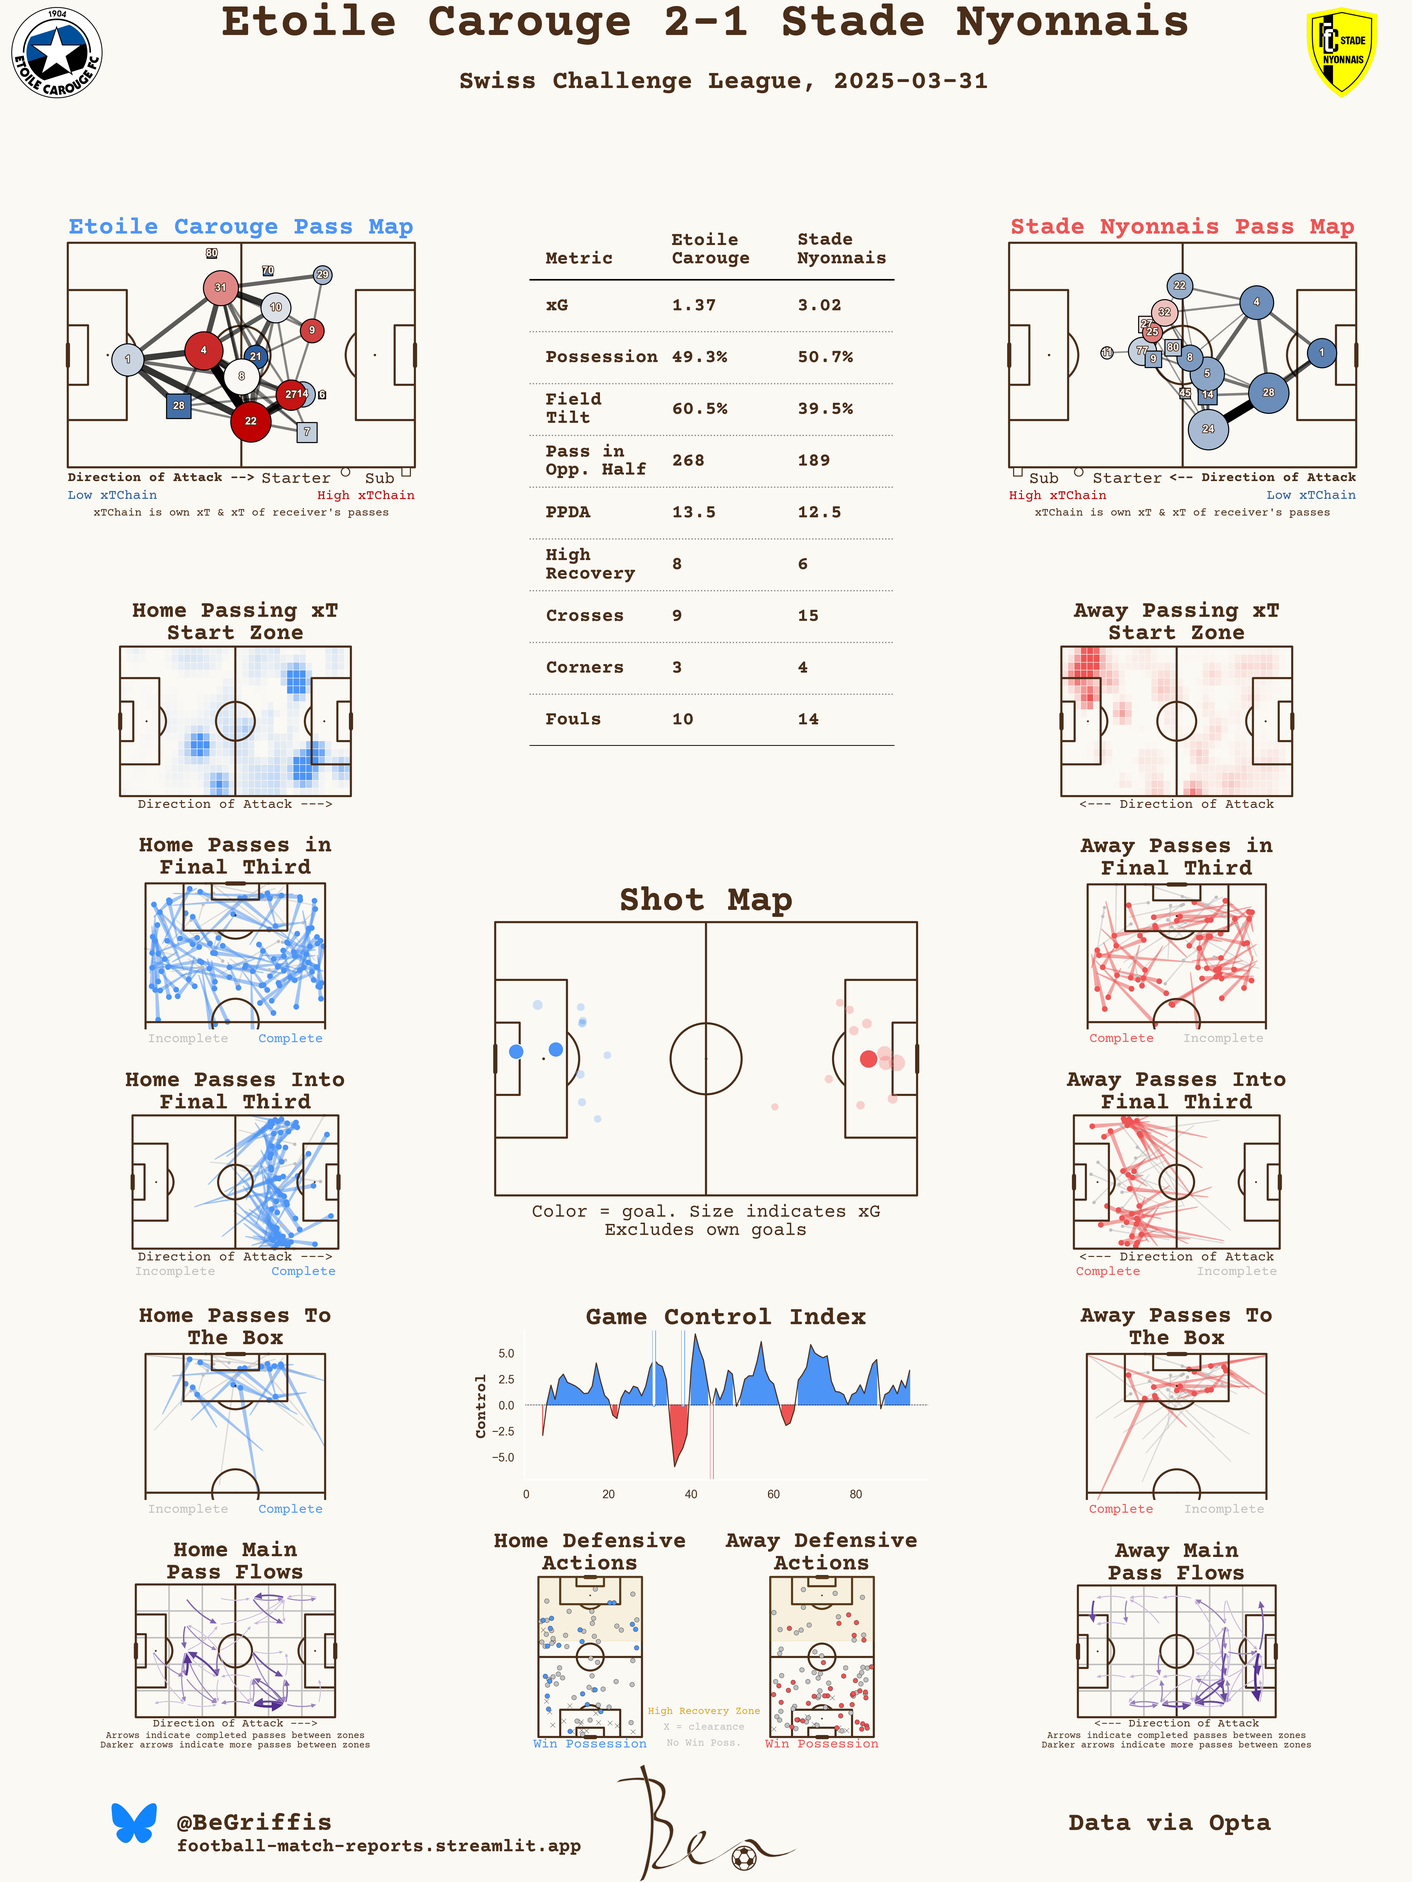 Etoile Carouge 2-1 Stade Nyonnais
Swiss Challenge League, 2025-03-31
1904
ETOILE CAROUGE FC
FC STADE
NYONNAIS
Etoile Carouge Pass Map
80
70
29
31
10
9
4
21
1
8
27
14
6
28
22
7
Direction of Attack --> Starter Sub
Low xTChain High xTChain
xTChain is own xT & xT of receiver's passes
Metric Etoile Carouge Stade Nyonnais
xG 1.37 3.02
Possession 49.3% 50.7%
Field Tilt 60.5% 39.5%
Pass in Opp. Half 268 189
PPDA 13.5 12.5
High Recovery 8 6
Crosses 9 15
Corners 3 4
Fouls 10 14
Stade Nyonnais Pass Map
22
4
32
27
25
11
77
80
9
8
1
5
45
14
28
24
Sub Starter <-- Direction of Attack
High xTChain Low xTChain
xTChain is own xT & xT of receiver's passes
Home Passing xT
Start Zone
Direction of Attack --->
Away Passing xT
Start Zone
<--- Direction of Attack
Home Passes in
Final Third
Incomplete Complete
Away Passes in
Final Third
Complete Incomplete
Shot Map
Color = goal. Size indicates xG
Excludes own goals
Home Passes Into
Final Third
Direction of Attack --->
Incomplete Complete
Away Passes Into
Final Third
<--- Direction of Attack
Complete Incomplete
Home Passes To
The Box
Incomplete Complete
Game Control Index
Control
5.0
2.5
0.0
−2.5
−5.0
0 20 40 60 80
Away Passes To
The Box
Complete Incomplete
Home Main
Pass Flows
Direction of Attack --->
Arrows indicate completed passes between zones
Darker arrows indicate more passes between zones
Home Defensive
Actions
Win Possession
High Recovery Zone
X = clearance
No Win Poss.
Away Defensive
Actions
Win Possession
Away Main
Pass Flows
<--- Direction of Attack
Arrows indicate completed passes between zones
Darker arrows indicate more passes between zones
@BeGriffis
football-match-reports.streamlit.app
Ben
Data via Opta